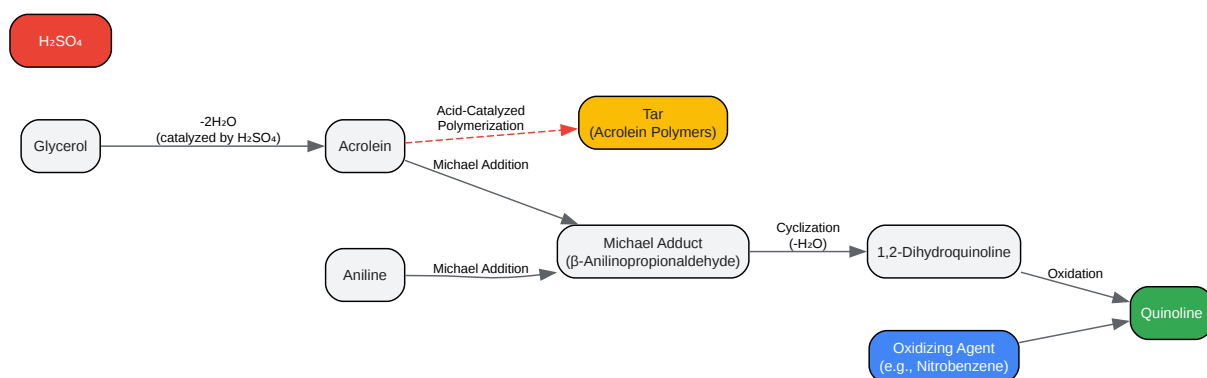 H₂SO₄
Glycerol
-2H₂O
(catalyzed by H₂SO₄)
Acrolein
Acid-Catalyzed
Polymerization
Tar
(Acrolein Polymers)
Michael Addition
Aniline
Michael Addition
Michael Adduct
(β-Anilinopropionaldehyde)
Cyclization
(-H₂O)
1,2-Dihydroquinoline
Oxidation
Quinoline
Oxidizing Agent
(e.g., Nitrobenzene)